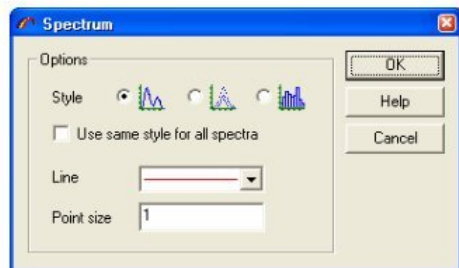 Spectrum
Options
Style
Use same style for all spectra
Line
Point size 1
OK
Help
Cancel